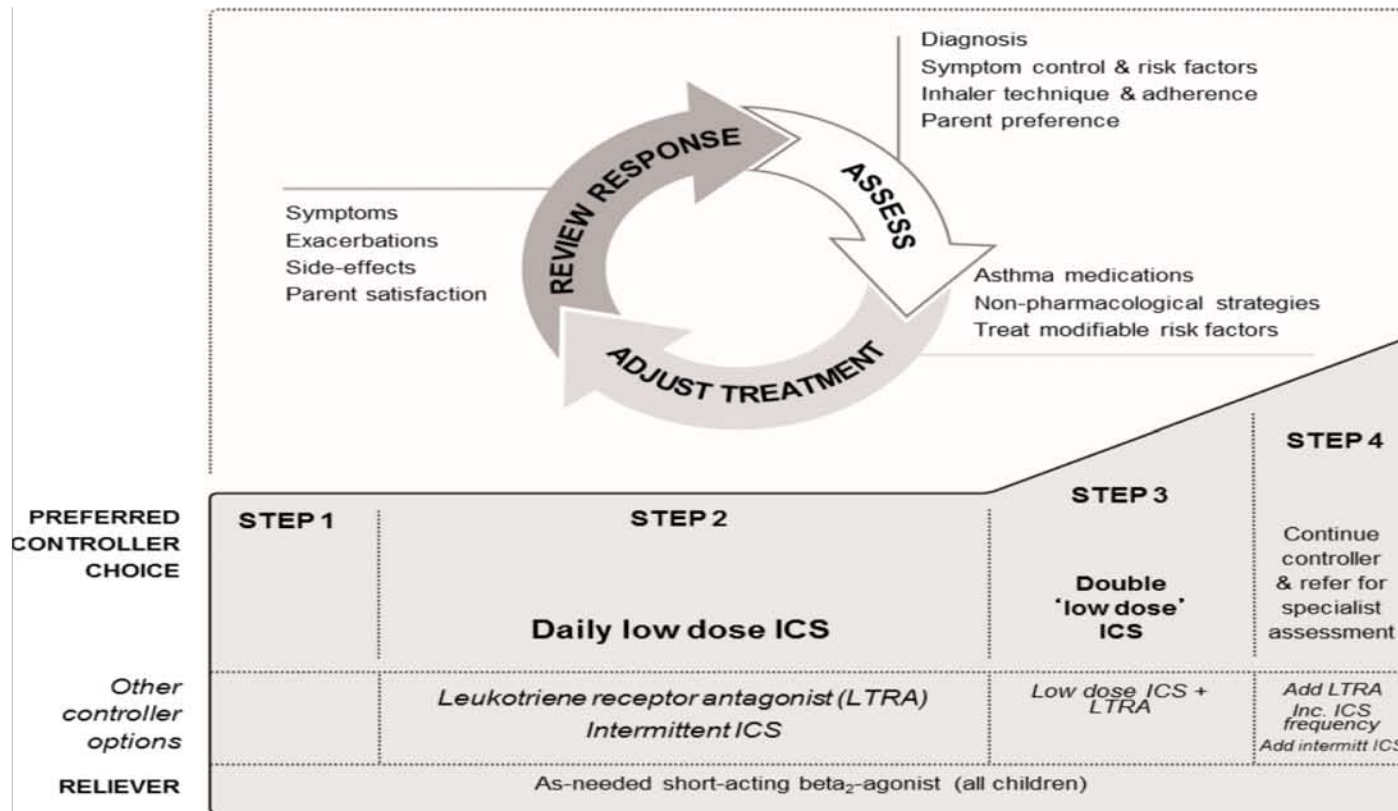 Diagnosis
Symptom control & risk factors
Inhaler technique & adherence
Parent preference
REVIEW RESPONSE
ASSESS
Symptoms
Exacerbations
Side-effects
Parent satisfaction
Asthma medications
Non-pharmacological strategies
Treat modifiable risk factors
ADJUST TREATMENT
STEP 4
STEP 3
PREFERRED
CONTROLLER
CHOICE
STEP 1
STEP 2
Continue
controller
& refer for
specialist
assessment
Double
‘low dose’
ICS
Daily low dose ICS
Other
controller
options
Leukotriene receptor antagonist (LTRA)
Intermittent ICS
Low dose ICS +
LTRA
Add LTRA
Inc. ICS
frequency
Add intermitt ICS
RELIEVER
As-needed short-acting beta₂-agonist (all children)